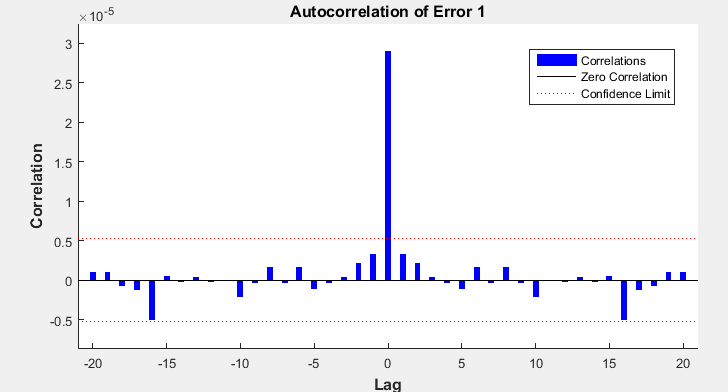 Autocorrelation of Error 1
×10⁻⁵
3
2.5
2
1.5
1
0.5
0
-0.5
Correlation
Correlations
Zero Correlation
Confidence Limit
-20 -15 -10 -5 0 5 10 15 20
Lag